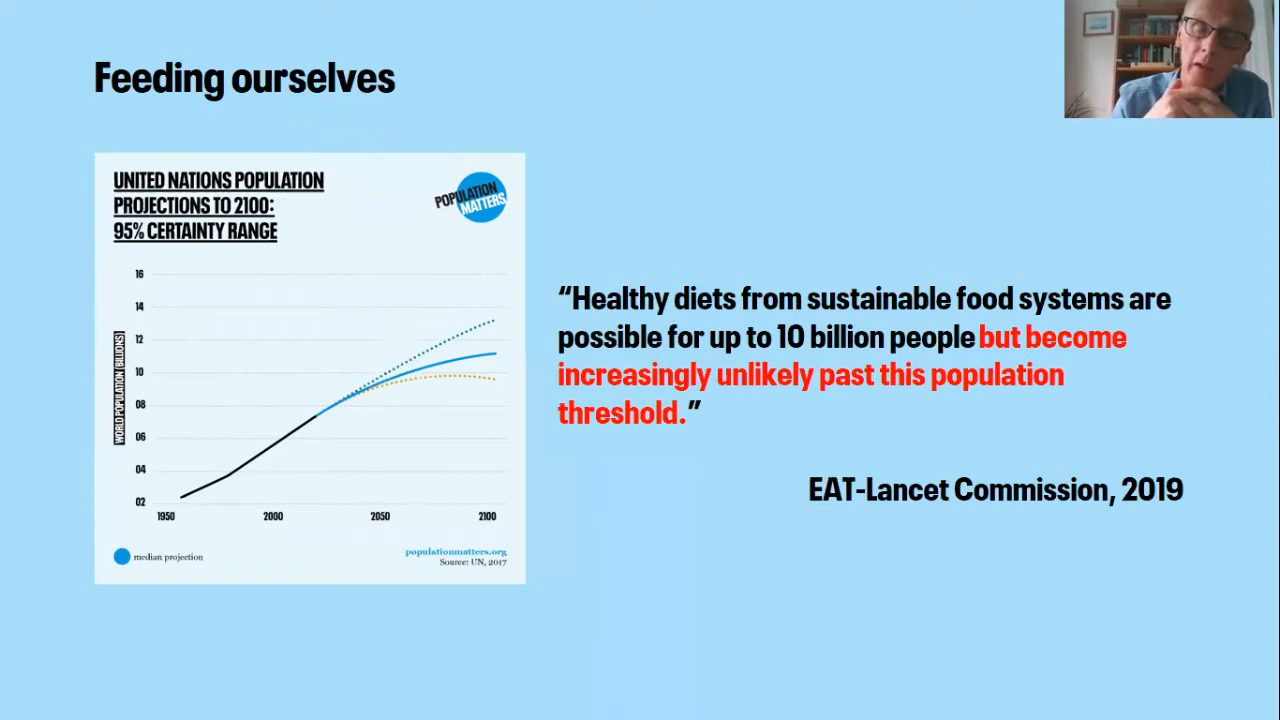 Feeding ourselves
UNITED NATIONS POPULATION
PROJECTIONS TO 2100:
95% CERTAINTY RANGE
POPULATION
MATTERS
16
14
12
10
08
06
04
02
WORLD POPULATION (BILLIONS)
1950
2000
2050
2100
median projection
populationmatters.org
Source: UN, 2017
“Healthy diets from sustainable food systems are
possible for up to 10 billion people but become
increasingly unlikely past this population
threshold.”
EAT-Lancet Commission, 2019